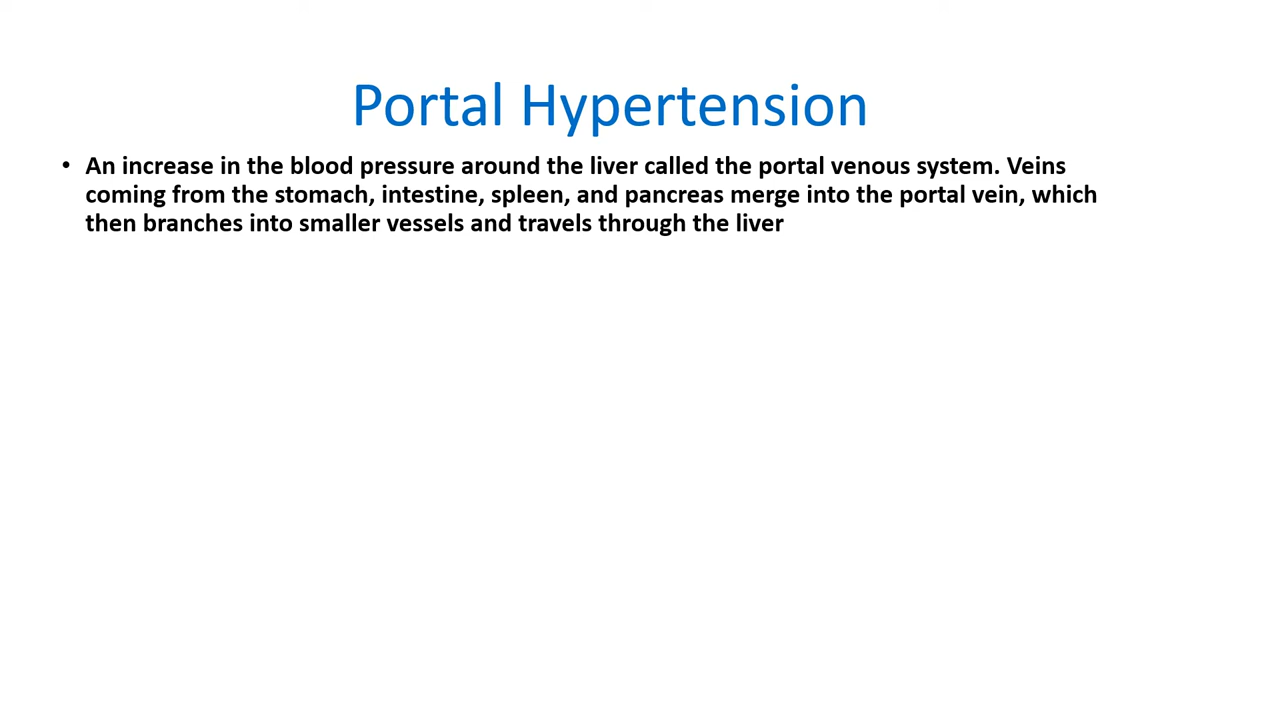 Portal Hypertension
• An increase in the blood pressure around the liver called the portal venous system. Veins
coming from the stomach, intestine, spleen, and pancreas merge into the portal vein, which
then branches into smaller vessels and travels through the liver